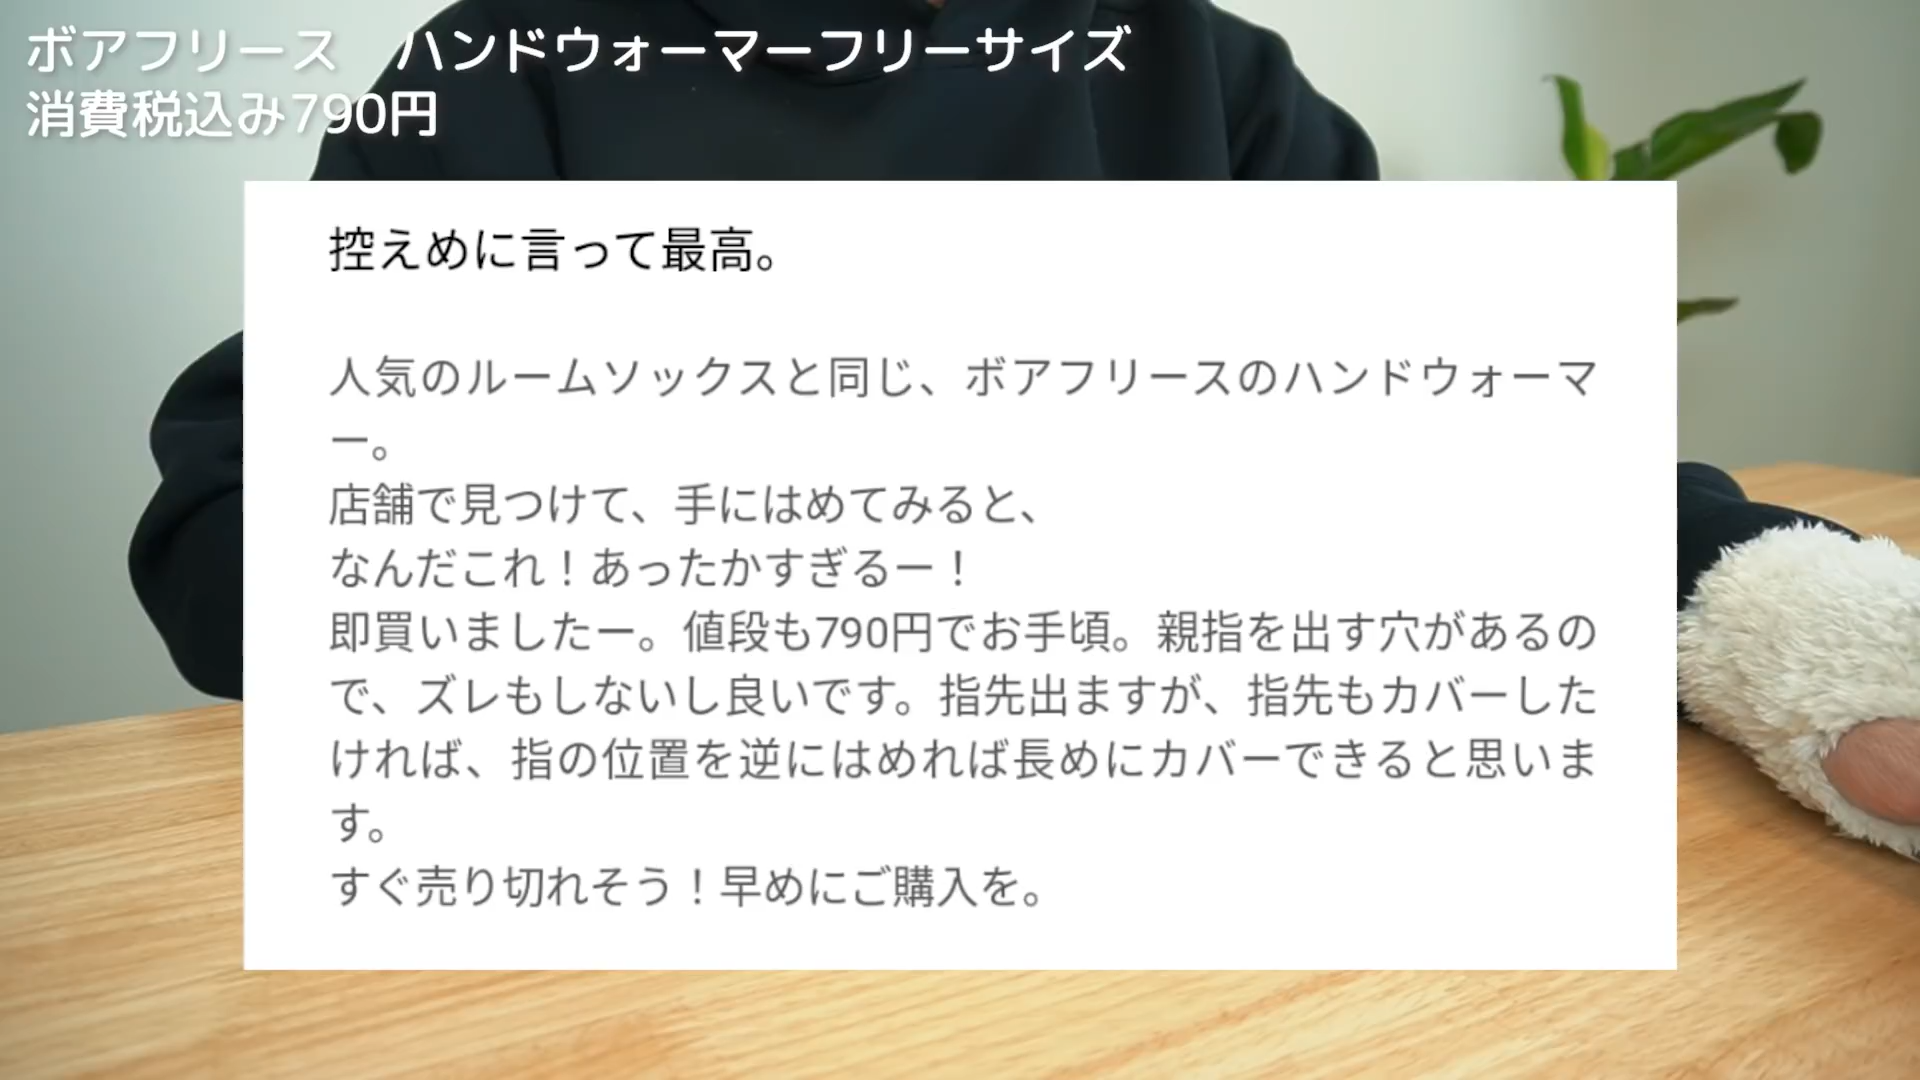 ボアフリース　ハンドウォーマーフリーサイズ
消費税込み790円
控えめに言って最高。
人気のルームソックスと同じ、ボアフリースのハンドウォーマ
ー。
店舗で見つけて、手にはめてみると、
なんだこれ！あったかすぎるー！
即買いましたー。値段も790円でお手頃。親指を出す穴があるの
で、ズレもしないし良いです。指先出ますが、指先もカバーした
ければ、指の位置を逆にはめれば長めにカバーできると思いま
す。
すぐ売り切れそう！早めにご購入を。